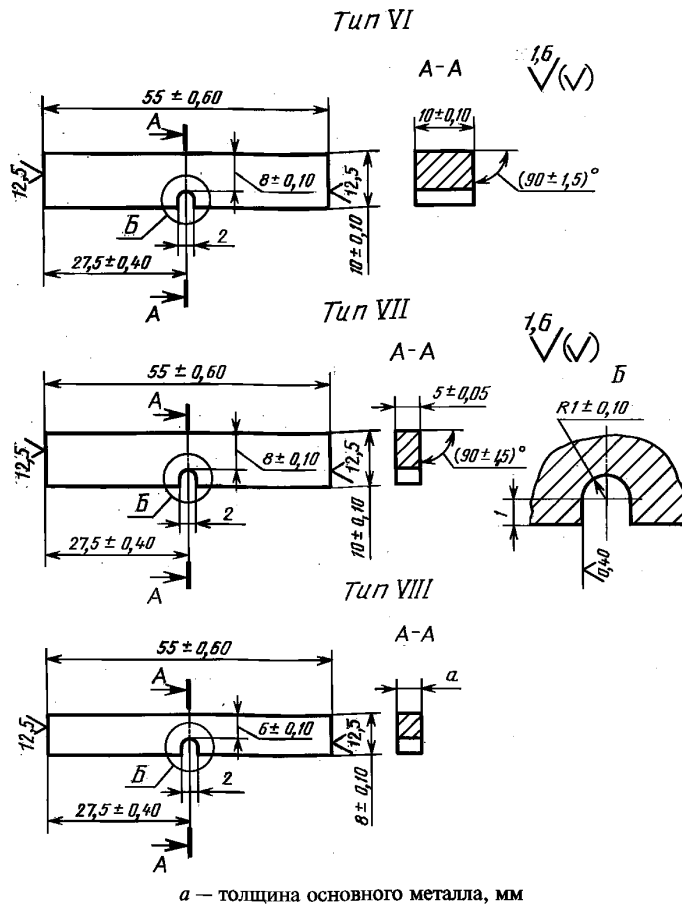 Тип VI
А-А
1,6
(√)
55 ± 0,60
А
10±0,10
12,5
8±0,10
12,5
(90 ± 1,5)°
Б
2
10±0,10
27,5±0,40
А
Тип VII
А-А
1,6
(√)
55 ± 0,60
Б
А
5±0,05
R1±0,10
12,5
8±0,10
12,5
(90 ± 1,5)°
Б
2
10±0,10
1
27,5 ± 0,40
0,40
А
Тип VIII
А-А
55 ± 0,60
А
а
12,5
6±0,10
12,5
Б
2
8±0,10
27,5±0,40
А
а — толщина основного металла, мм